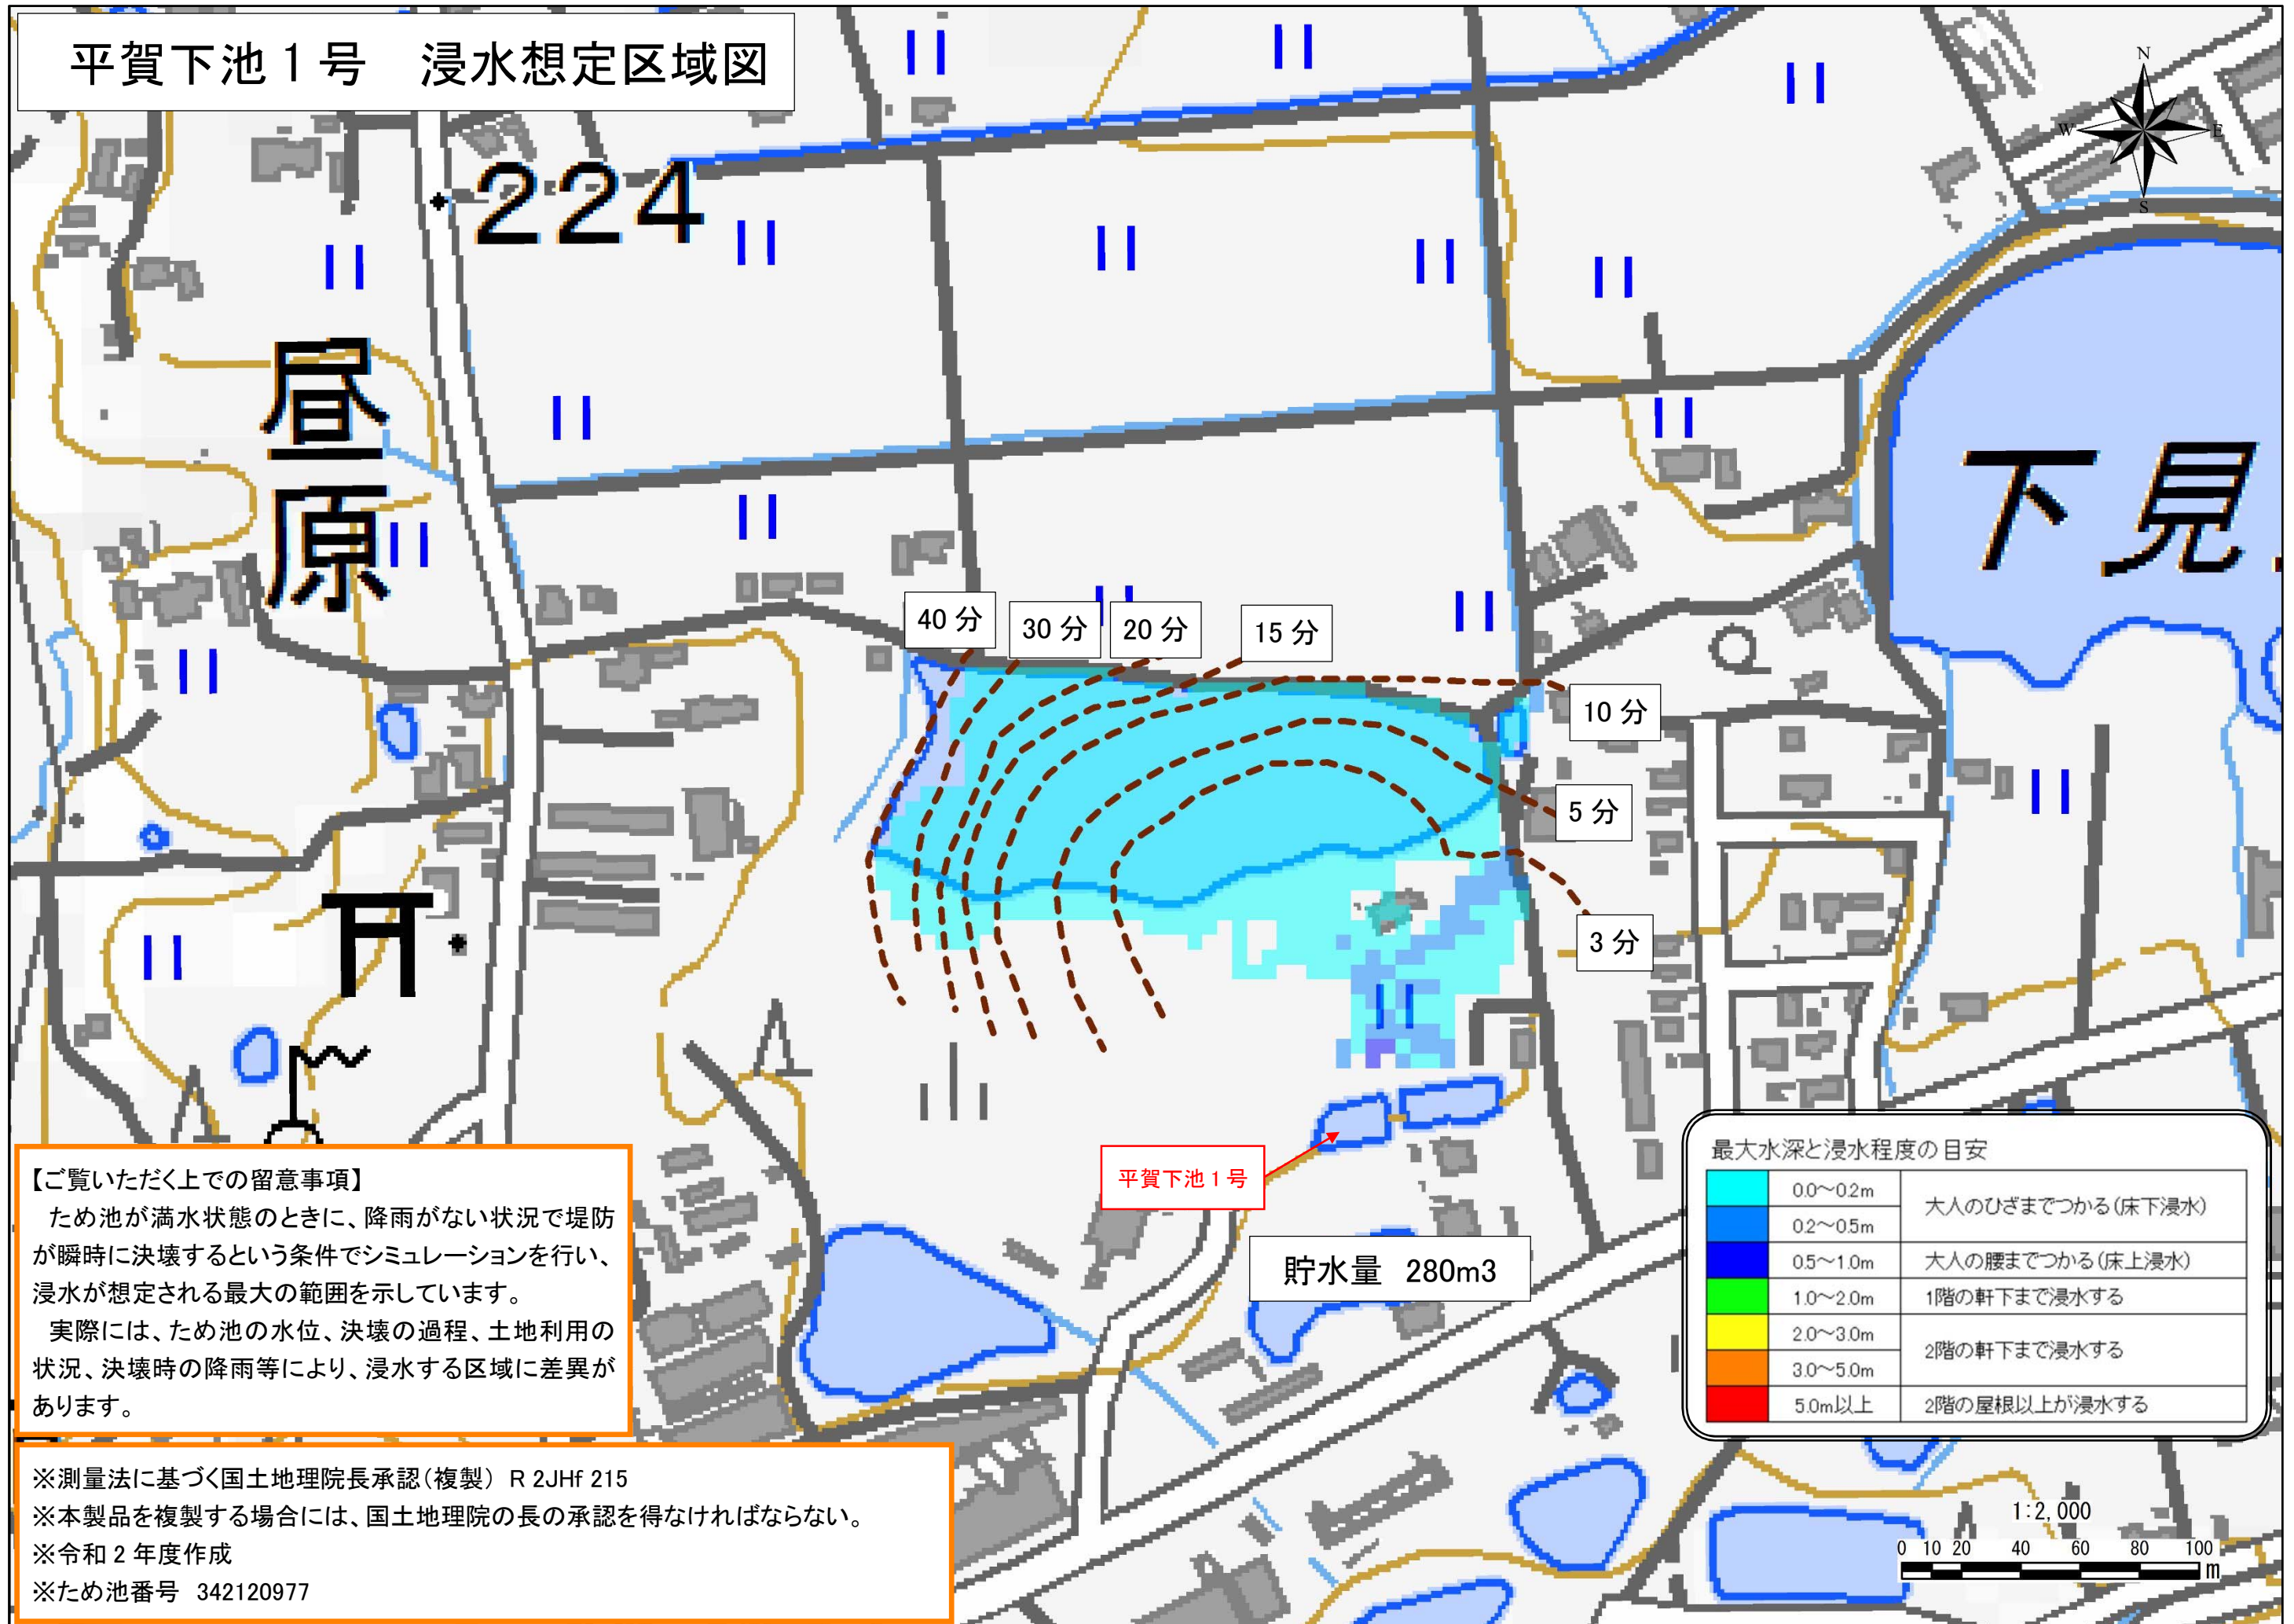 平賀下池1号　浸水想定区域図
N
W
E
S
224
昼原
下見
40分
30分
20分
15分
10分
5分
3分
平賀下池1号
貯水量 280m3
【ご覧いただく上での留意事項】
ため池が満水状態のときに、降雨がない状況で堤防
が瞬時に決壊するという条件でシミュレーションを行い、
浸水が想定される最大の範囲を示しています。
実際には、ため池の水位、決壊の過程、土地利用の
状況、決壊時の降雨等により、浸水する区域に差異が
あります。
最大水深と浸水程度の目安
0.0～0.2m
大人のひざまでつかる(床下浸水)
0.2～0.5m
0.5～1.0m 大人の腰までつかる(床上浸水)
1.0～2.0m 1階の軒下まで浸水する
2.0～3.0m
2階の軒下まで浸水する
3.0～5.0m
5.0m以上 2階の屋根以上が浸水する
※測量法に基づく国土地理院長承認(複製) R 2JHf 215
※本製品を複製する場合には、国土地理院の長の承認を得なければならない。
※令和2年度作成
※ため池番号 342120977
1:2,000
0 10 20 40 60 80 100
m